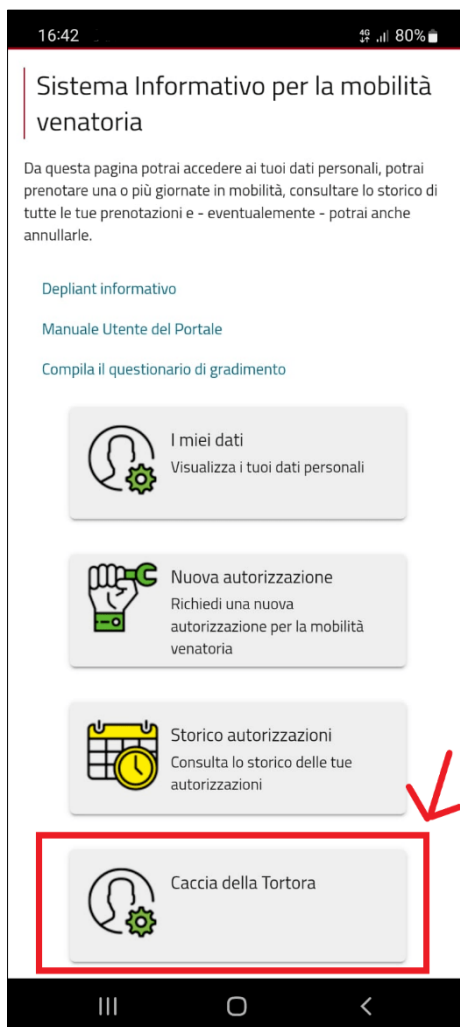 16:42
4G 80%
Sistema Informativo per la mobilità
venatoria
Da questa pagina potrai accedere ai tuoi dati personali, potrai
prenotare una o più giornate in mobilità, consultare lo storico di
tutte le tue prenotazioni e - eventualemente - potrai anche
annullarle.
Depliant informativo
Manuale Utente del Portale
Compila il questionario di gradimento
I miei dati
Visualizza i tuoi dati personali
Nuova autorizzazione
Richiedi una nuova
autorizzazione per la mobilità
venatoria
Storico autorizzazioni
Consulta lo storico delle tue
autorizzazioni
Caccia della Tortora